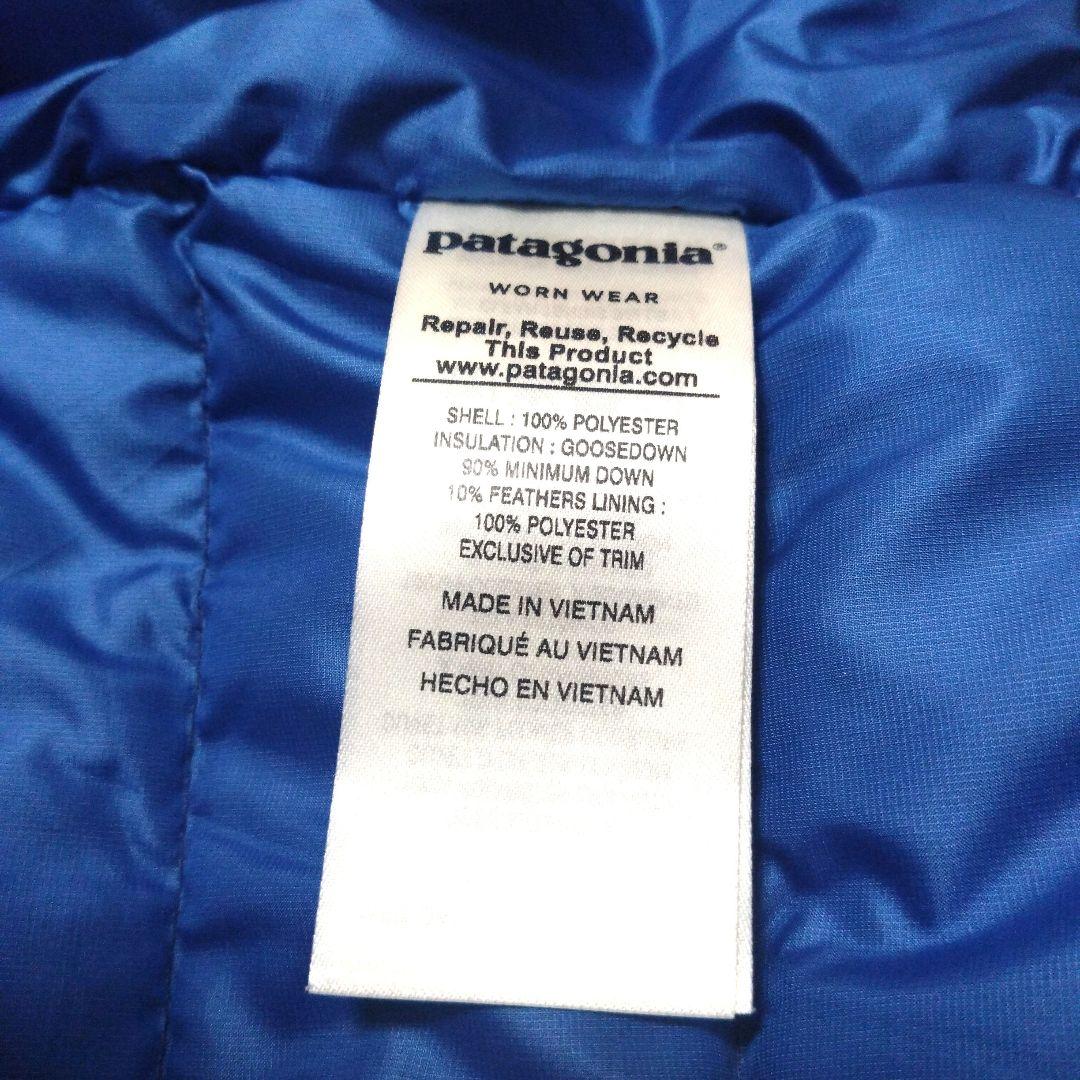 patagonia®
WORN WEAR
Repair, Reuse, Recycle
This Product
www.patagonia.com
SHELL : 100% POLYESTER
INSULATION : GOOSEDOWN
90% MINIMUM DOWN
10% FEATHERS LINING :
100% POLYESTER
EXCLUSIVE OF TRIM
MADE IN VIETNAM
FABRIQUÉ AU VIETNAM
HECHO EN VIETNAM